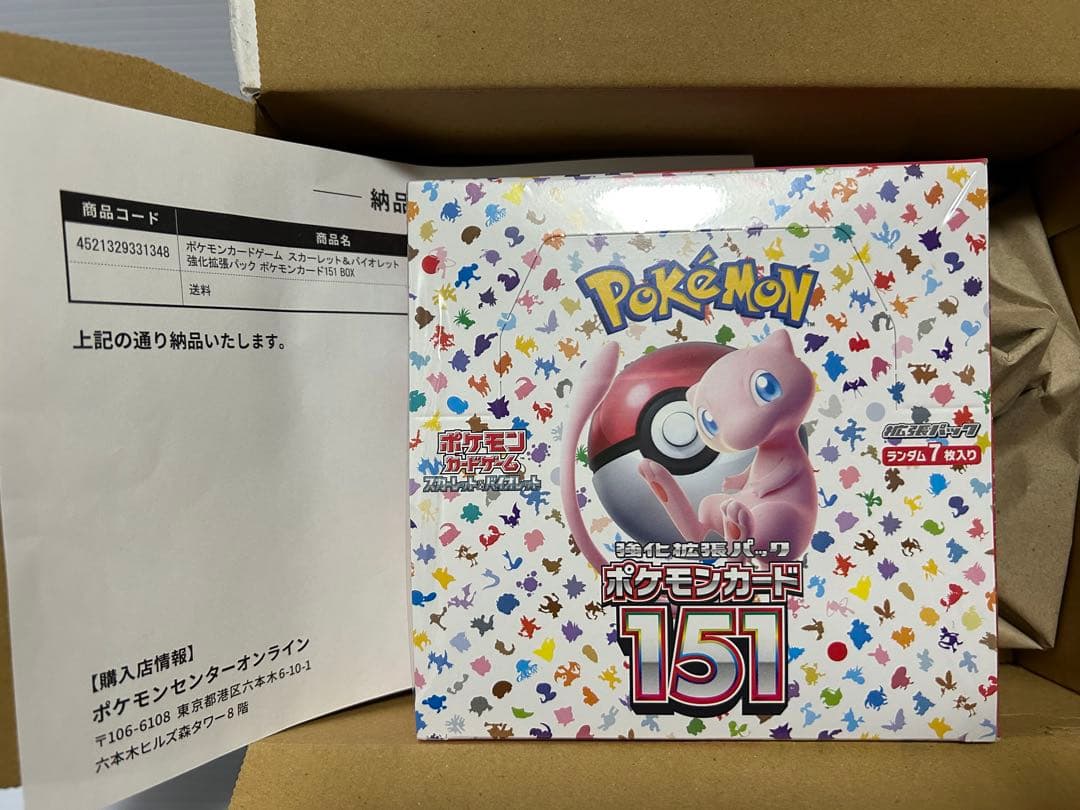 納品
商品コード
商品名
4521329331348
ポケモンカードゲーム スカーレット&バイオレット
強化拡張パック ポケモンカード151 BOX
送料
上記の通り納品いたします。
【購入店情報】
ポケモンセンターオンライン
〒106-6108 東京都港区六本木6-10-1
六本木ヒルズ森タワー8階
POKéMON
TM
ポケモン
カードゲーム
スカーレット&バイオレット
拡張パック
ランダム7枚入り
強化拡張パック
ポケモンカード
151